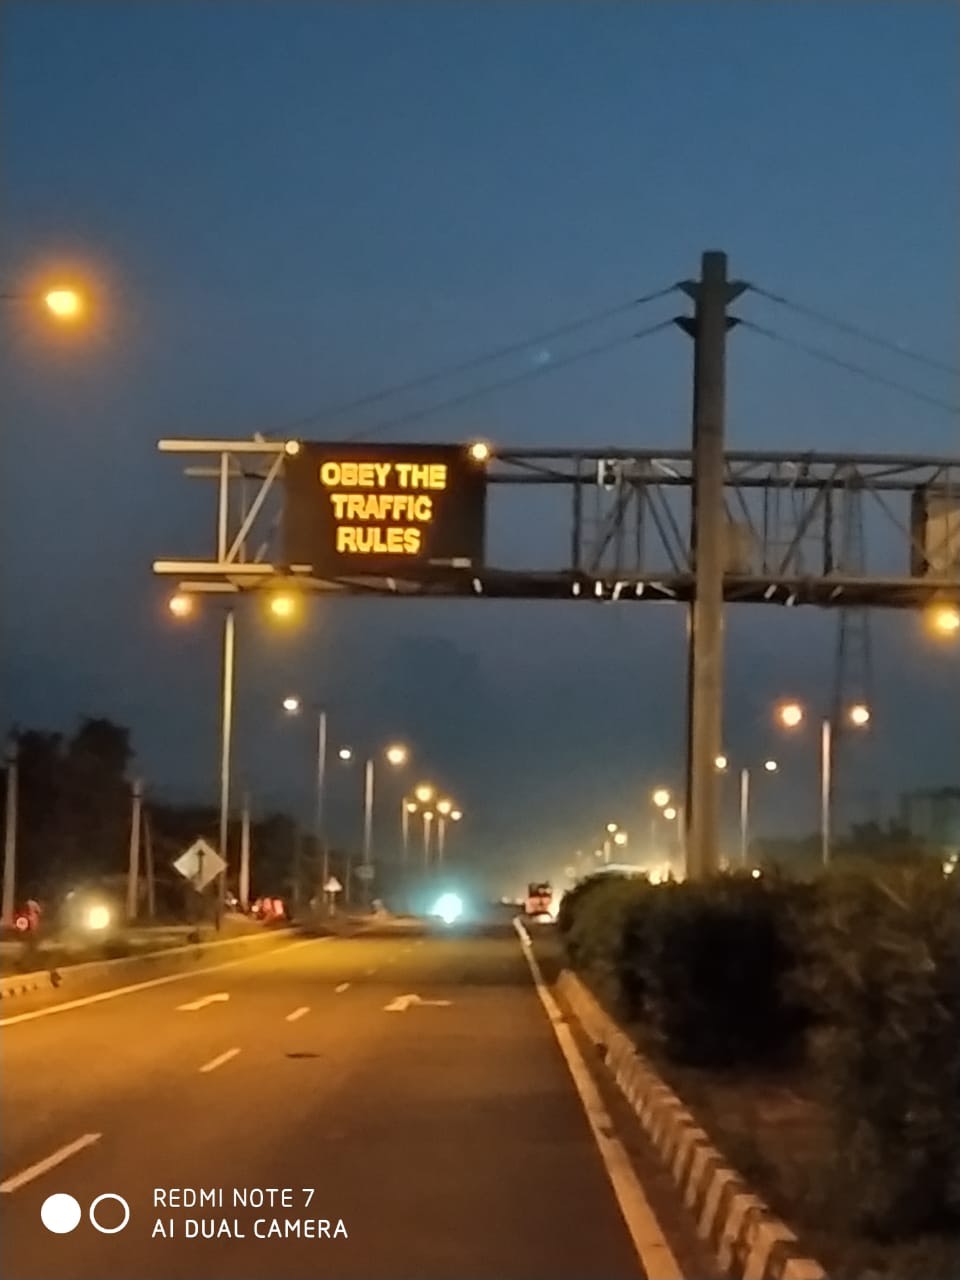 OBEY THE
TRAFFIC
RULES
REDMI NOTE 7
AI DUAL CAMERA